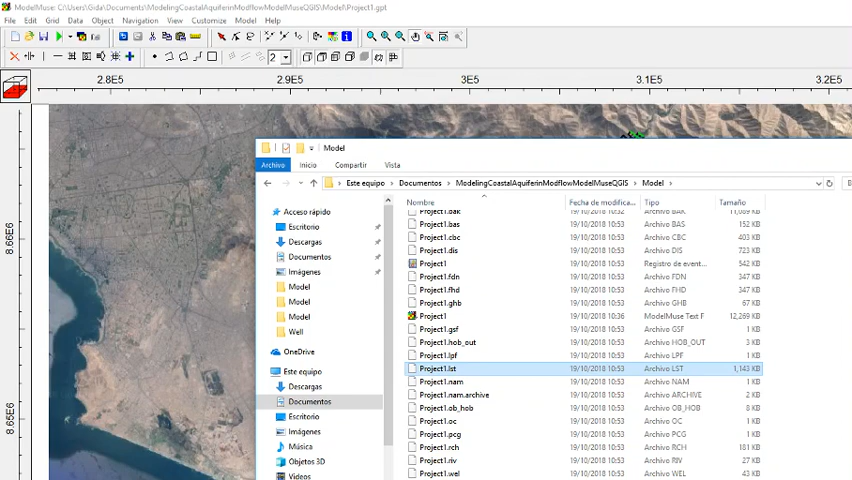 ModelMuse: C:\Users\Gida\Documents\ModelingCoastalAquiferinModflowModelMuseQGIS\Model\Project1.gpt
File Edit Grid Data Object Navigation View Customize Model Help
2
2.8E5 2.9E5 3E5 3.1E5 3.2E5
8.66E6
8.65E6
Model
Archivo Inicio Compartir Vista
Este equipo > Documentos > ModelingCoastalAquiferinModflowModelMuseQGIS > Model >
Acceso rápido
Escritorio
Descargas
Documentos
Imágenes
Model
Model
Model
Well
OneDrive
Este equipo
Descargas
Documentos
Escritorio
Imágenes
Música
Objetos 3D
Videos
Nombre Fecha de modifica... Tipo Tamaño
Project1.bak 19/10/2018 10:52 Archivo BAK 11,069 KB
Project1.bas 19/10/2018 10:53 Archivo BAS 152 KB
Project1.cbc 19/10/2018 10:53 Archivo CBC 403 KB
Project1.dis 19/10/2018 10:53 Archivo DIS 723 KB
Project1 19/10/2018 10:53 Registro de event... 542 KB
Project1.fdn 19/10/2018 10:53 Archivo FDN 347 KB
Project1.fhd 19/10/2018 10:53 Archivo FHD 347 KB
Project1.ghb 19/10/2018 10:53 Archivo GHB 67 KB
Project1 19/10/2018 10:36 ModelMuse Text F 12,269 KB
Project1.gsf 19/10/2018 10:53 Archivo GSF 1 KB
Project1.hob_out 19/10/2018 10:53 Archivo HOB_OUT 3 KB
Project1.lpf 19/10/2018 10:53 Archivo LPF 1 KB
Project1.lst 19/10/2018 10:53 Archivo LST 1,143 KB
Project1.nam 19/10/2018 10:53 Archivo NAM 1 KB
Project1.nam.archive 19/10/2018 10:53 Archivo ARCHIVE 2 KB
Project1.ob_hob 19/10/2018 10:53 Archivo OB_HOB 8 KB
Project1.oc 19/10/2018 10:53 Archivo OC 1 KB
Project1.pcg 19/10/2018 10:53 Archivo PCG 1 KB
Project1.rch 19/10/2018 10:53 Archivo RCH 181 KB
Project1.riv 19/10/2018 10:53 Archivo RIV 27 KB
Project1.wel 19/10/2018 10:53 Archivo WEL 43 KB